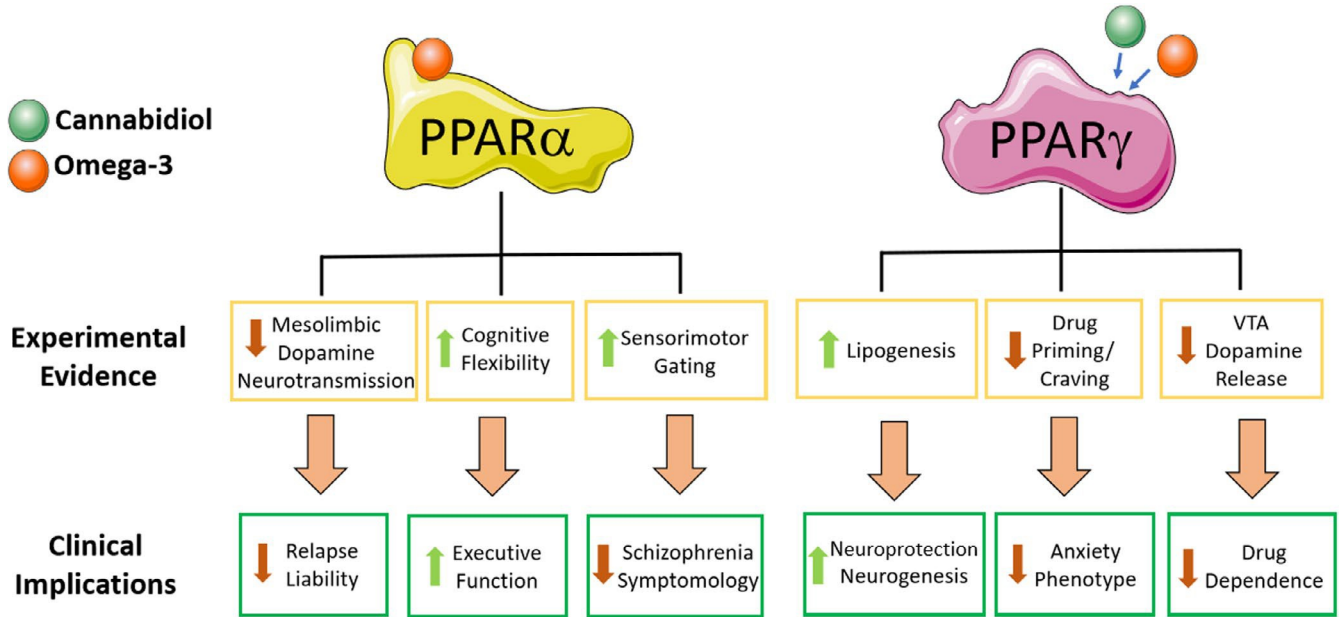 Cannabidiol
Omega-3
PPARα
PPARγ
Experimental
Evidence
Mesolimbic
Dopamine
Neurotransmission
Cognitive
Flexibility
Sensorimotor
Gating
Lipogenesis
Drug
Priming/
Craving
VTA
Dopamine
Release
Clinical
Implications
Relapse
Liability
Executive
Function
Schizophrenia
Symptomology
Neuroprotection
Neurogenesis
Anxiety
Phenotype
Drug
Dependence